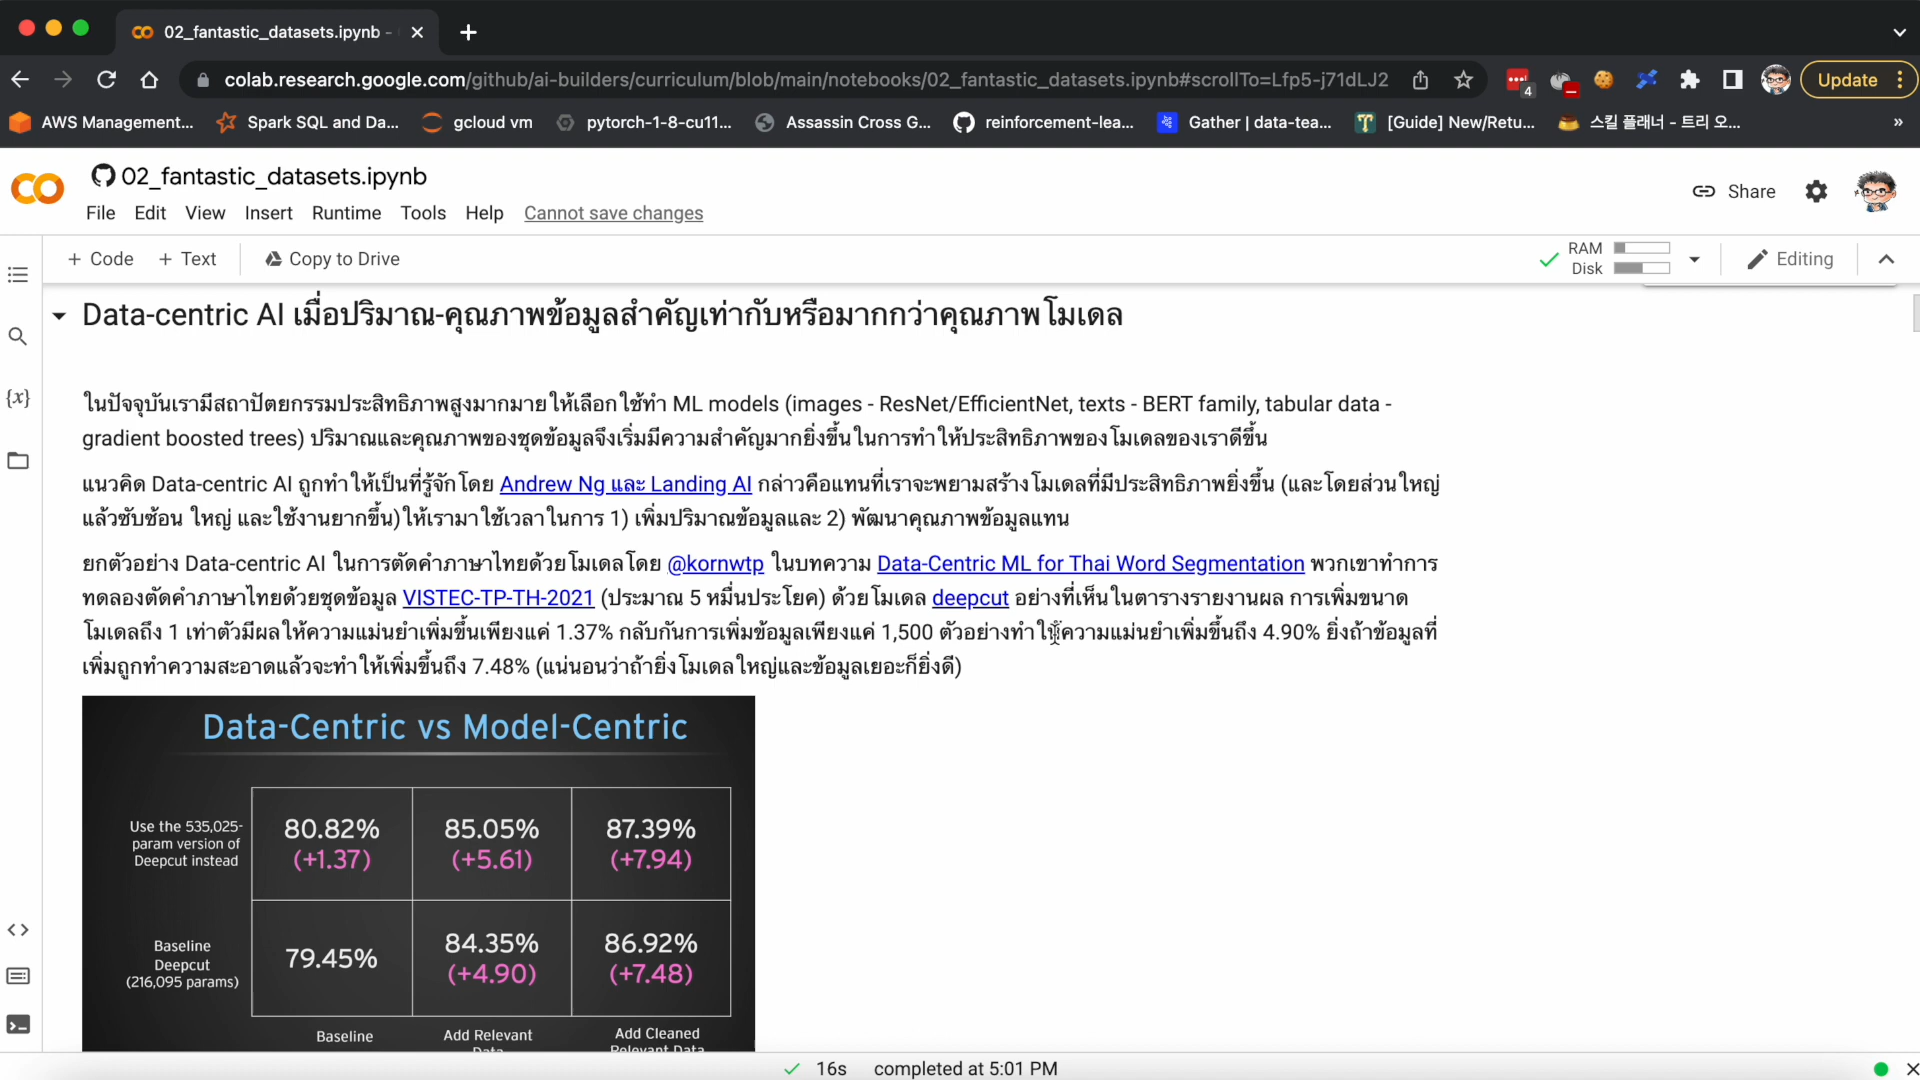 02_fantastic_datasets.ipynb -
colab.research.google.com/github/ai-builders/curriculum/blob/main/notebooks/02_fantastic_datasets.ipynb#scrollTo=Lfp5-j71dLJ2
4
Update
AWS Management...
Spark SQL and Da...
gcloud vm
pytorch-1-8-cu11...
Assassin Cross G...
reinforcement-lea...
Gather | data-tea...
[Guide] New/Retu...
스킬 플래너 - 트리 오...
»
02_fantastic_datasets.ipynb
File Edit View Insert Runtime Tools Help Cannot save changes
Share
+ Code + Text Copy to Drive
RAM
Disk
Editing
Data-centric AI เมื่อปริมาณ-คุณภาพข้อมูลสำคัญเท่ากับหรือมากกว่าคุณภาพโมเดล
{x}
ในปัจจุบันเรามีสถาปัตยกรรมประสิทธิภาพสูงมากมายให้เลือกใช้ทำ ML models (images - ResNet/EfficientNet, texts - BERT family, tabular data -
gradient boosted trees) ปริมาณและคุณภาพของชุดข้อมูลจึงเริ่มมีความสำคัญมากยิ่งขึ้นในการทำให้ประสิทธิภาพของโมเดลของเราดีขึ้น
แนวคิด Data-centric AI ถูกทำให้เป็นที่รู้จักโดย Andrew Ng และ Landing AI กล่าวคือแทนที่เราจะพยามสร้างโมเดลที่มีประสิทธิภาพยิ่งขึ้น (และโดยส่วนใหญ่
แล้วซับซ้อน ใหญ่ และใช้งานยากขึ้น) ให้เรามาใช้เวลาในการ 1) เพิ่มปริมาณข้อมูลและ 2) พัฒนาคุณภาพข้อมูลแทน
ยกตัวอย่าง Data-centric AI ในการตัดคำภาษาไทยด้วยโมเดลโดย @kornwtp ในบทความ Data-Centric ML for Thai Word Segmentation พวกเขาทำการ
ทดลองตัดคำภาษาไทยด้วยชุดข้อมูล VISTEC-TP-TH-2021 (ประมาณ 5 หมื่นประโยค) ด้วยโมเดล deepcut อย่างที่เห็นในตารางรายงานผล การเพิ่มขนาด
โมเดลถึง 1 เท่าตัวมีผลให้ความแม่นยำเพิ่มขึ้นเพียงแค่ 1.37% กลับกันการเพิ่มข้อมูลเพียงแค่ 1,500 ตัวอย่างทำให้ความแม่นยำเพิ่มขึ้นถึง 4.90% ยิ่งถ้าข้อมูลที่
เพิ่มถูกทำความสะอาดแล้วจะทำให้เพิ่มขึ้นถึง 7.48% (แน่นอนว่าถ้ายิ่งโมเดลใหญ่และข้อมูลเยอะก็ยิ่งดี)
Data-Centric vs Model-Centric
Use the 535,025-
param version of
Deepcut instead
80.82% 85.05% 87.39%
(+1.37) (+5.61) (+7.94)
Baseline
Deepcut
(216,095 params)
79.45% 84.35% 86.92%
(+4.90) (+7.48)
Baseline
Add Relevant
Data
Add Cleaned
Relevant Data
16s completed at 5:01 PM